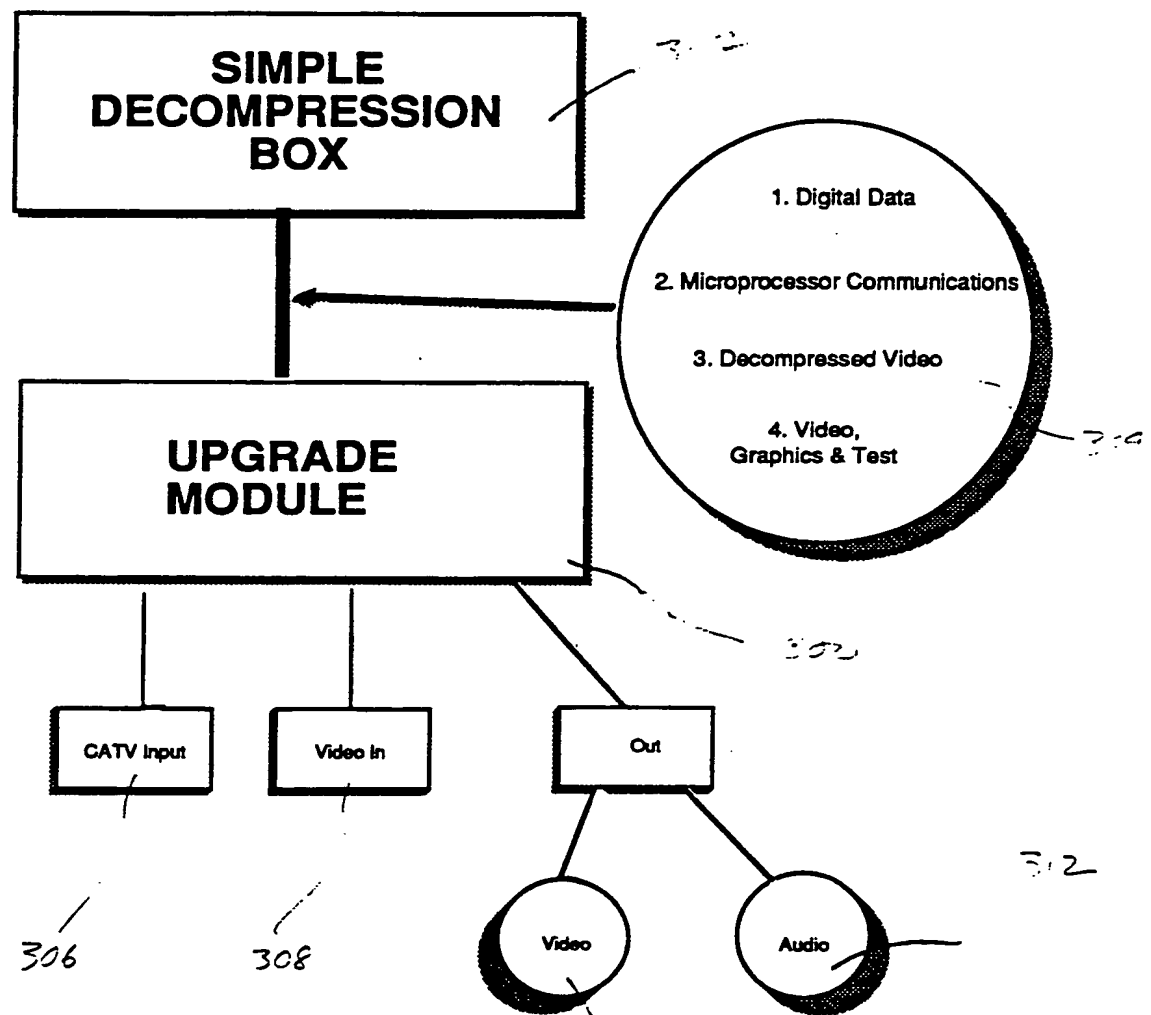 SIMPLE
DECOMPRESSION
BOX
1. Digital Data
2. Microprocessor Communications
3. Decompressed Video
4. Video,
Graphics & Test
UPGRADE
MODULE
CATV Input
Video In
Out
312
Video
Audio
306
308